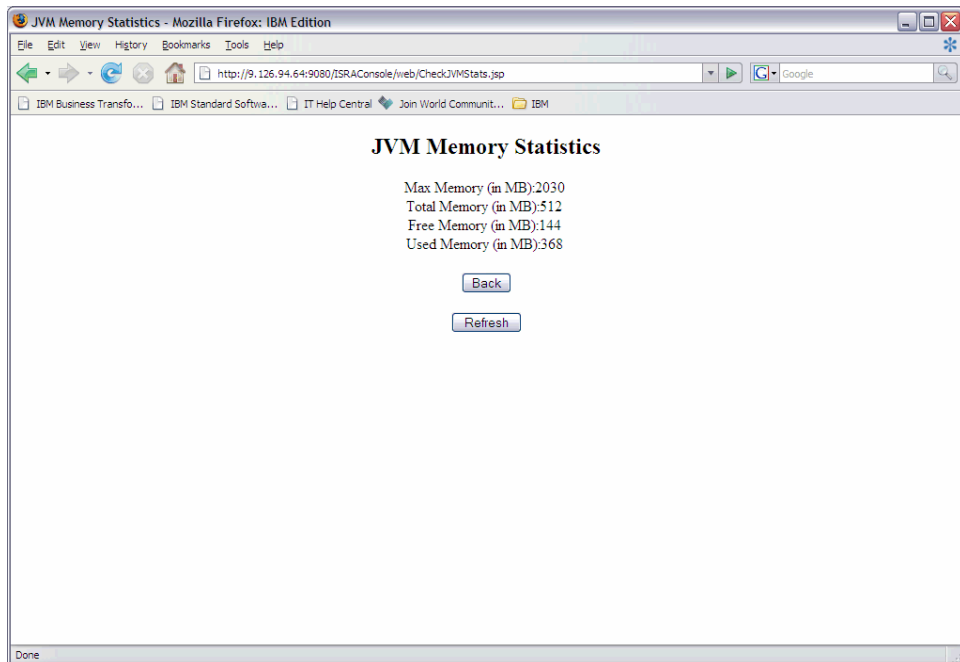 JVM Memory Statistics - Mozilla Firefox: IBM Edition
File Edit View History Bookmarks Tools Help
http://9.126.94.64:9080/ISRAConsole/web/CheckJVMStats.jsp
G Google
IBM Business Transfo... IBM Standard Softwa... IT Help Central Join World Communit... IBM
JVM Memory Statistics
Max Memory (in MB):2030
Total Memory (in MB):512
Free Memory (in MB):144
Used Memory (in MB):368
Back
Refresh
Done